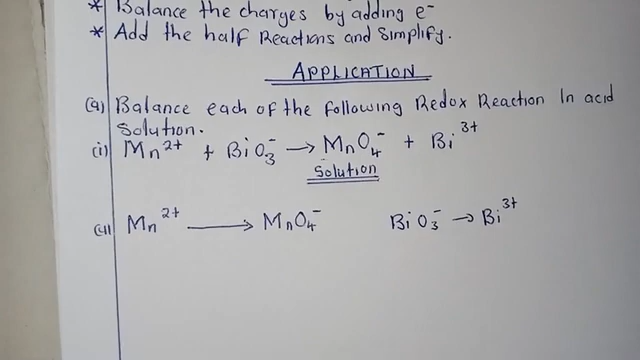 * Balance the charges by adding e⁻
* Add the half Reactions and Simplify.
APPLICATION
(a) Balance each of the following Redox Reaction In acid
Solution.
(i) Mn²⁺ + BiO₃⁻ → MnO₄⁻ + Bi³⁺
Solution
Mn²⁺ → MnO₄⁻ BiO₃⁻ → Bi³⁺